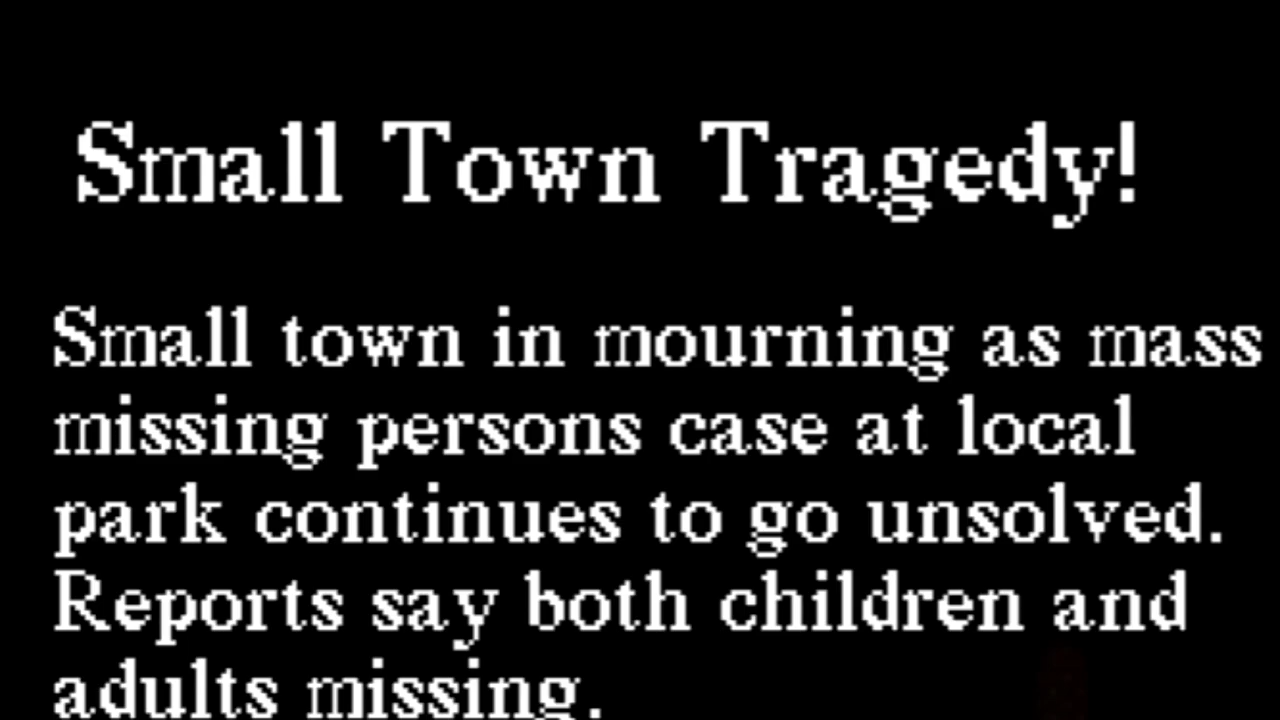 Small Town Tragedy!
Small town in mourning as mass
missing persons case at local
park continues to go unsolved.
Reports say both children and
adults missing.